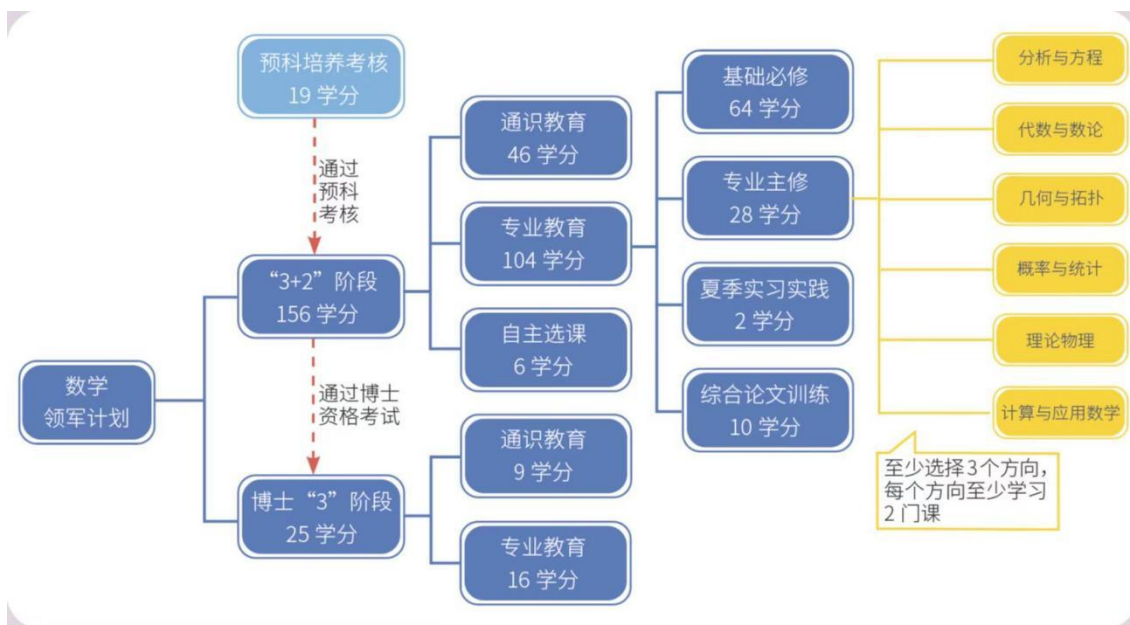 数学
领军计划
预科培养考核
19 学分
通过
预科
考核
“3+2”阶段
156 学分
通过博士
资格考试
博士“3”阶段
25 学分
通识教育
46 学分
专业教育
104 学分
自主选课
6 学分
通识教育
9 学分
专业教育
16 学分
基础必修
64 学分
专业主修
28 学分
夏季实习实践
2 学分
综合论文训练
10 学分
分析与方程
代数与数论
几何与拓扑
概率与统计
理论物理
计算与应用数学
至少选择3个方向，
每个方向至少学习
2 门课